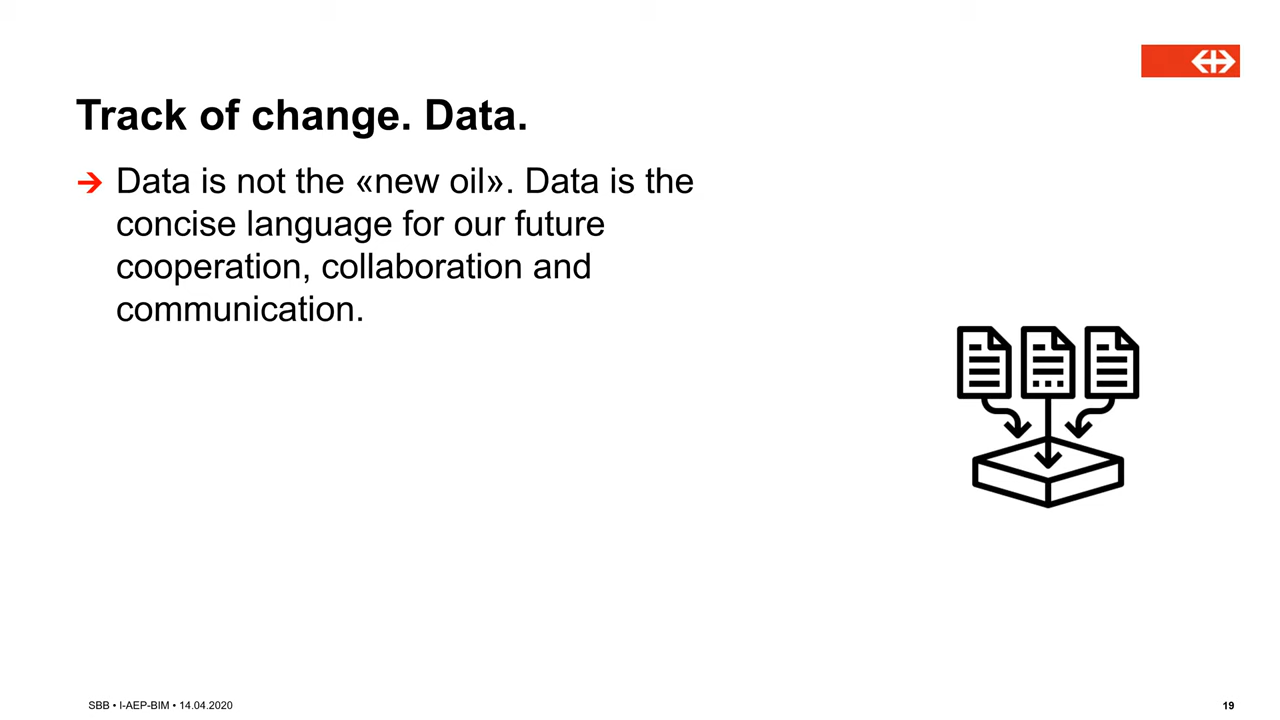 Track of change. Data.
→ Data is not the «new oil». Data is the
concise language for our future
cooperation, collaboration and
communication.
SBB • I-AEP-BIM • 14.04.2020
19